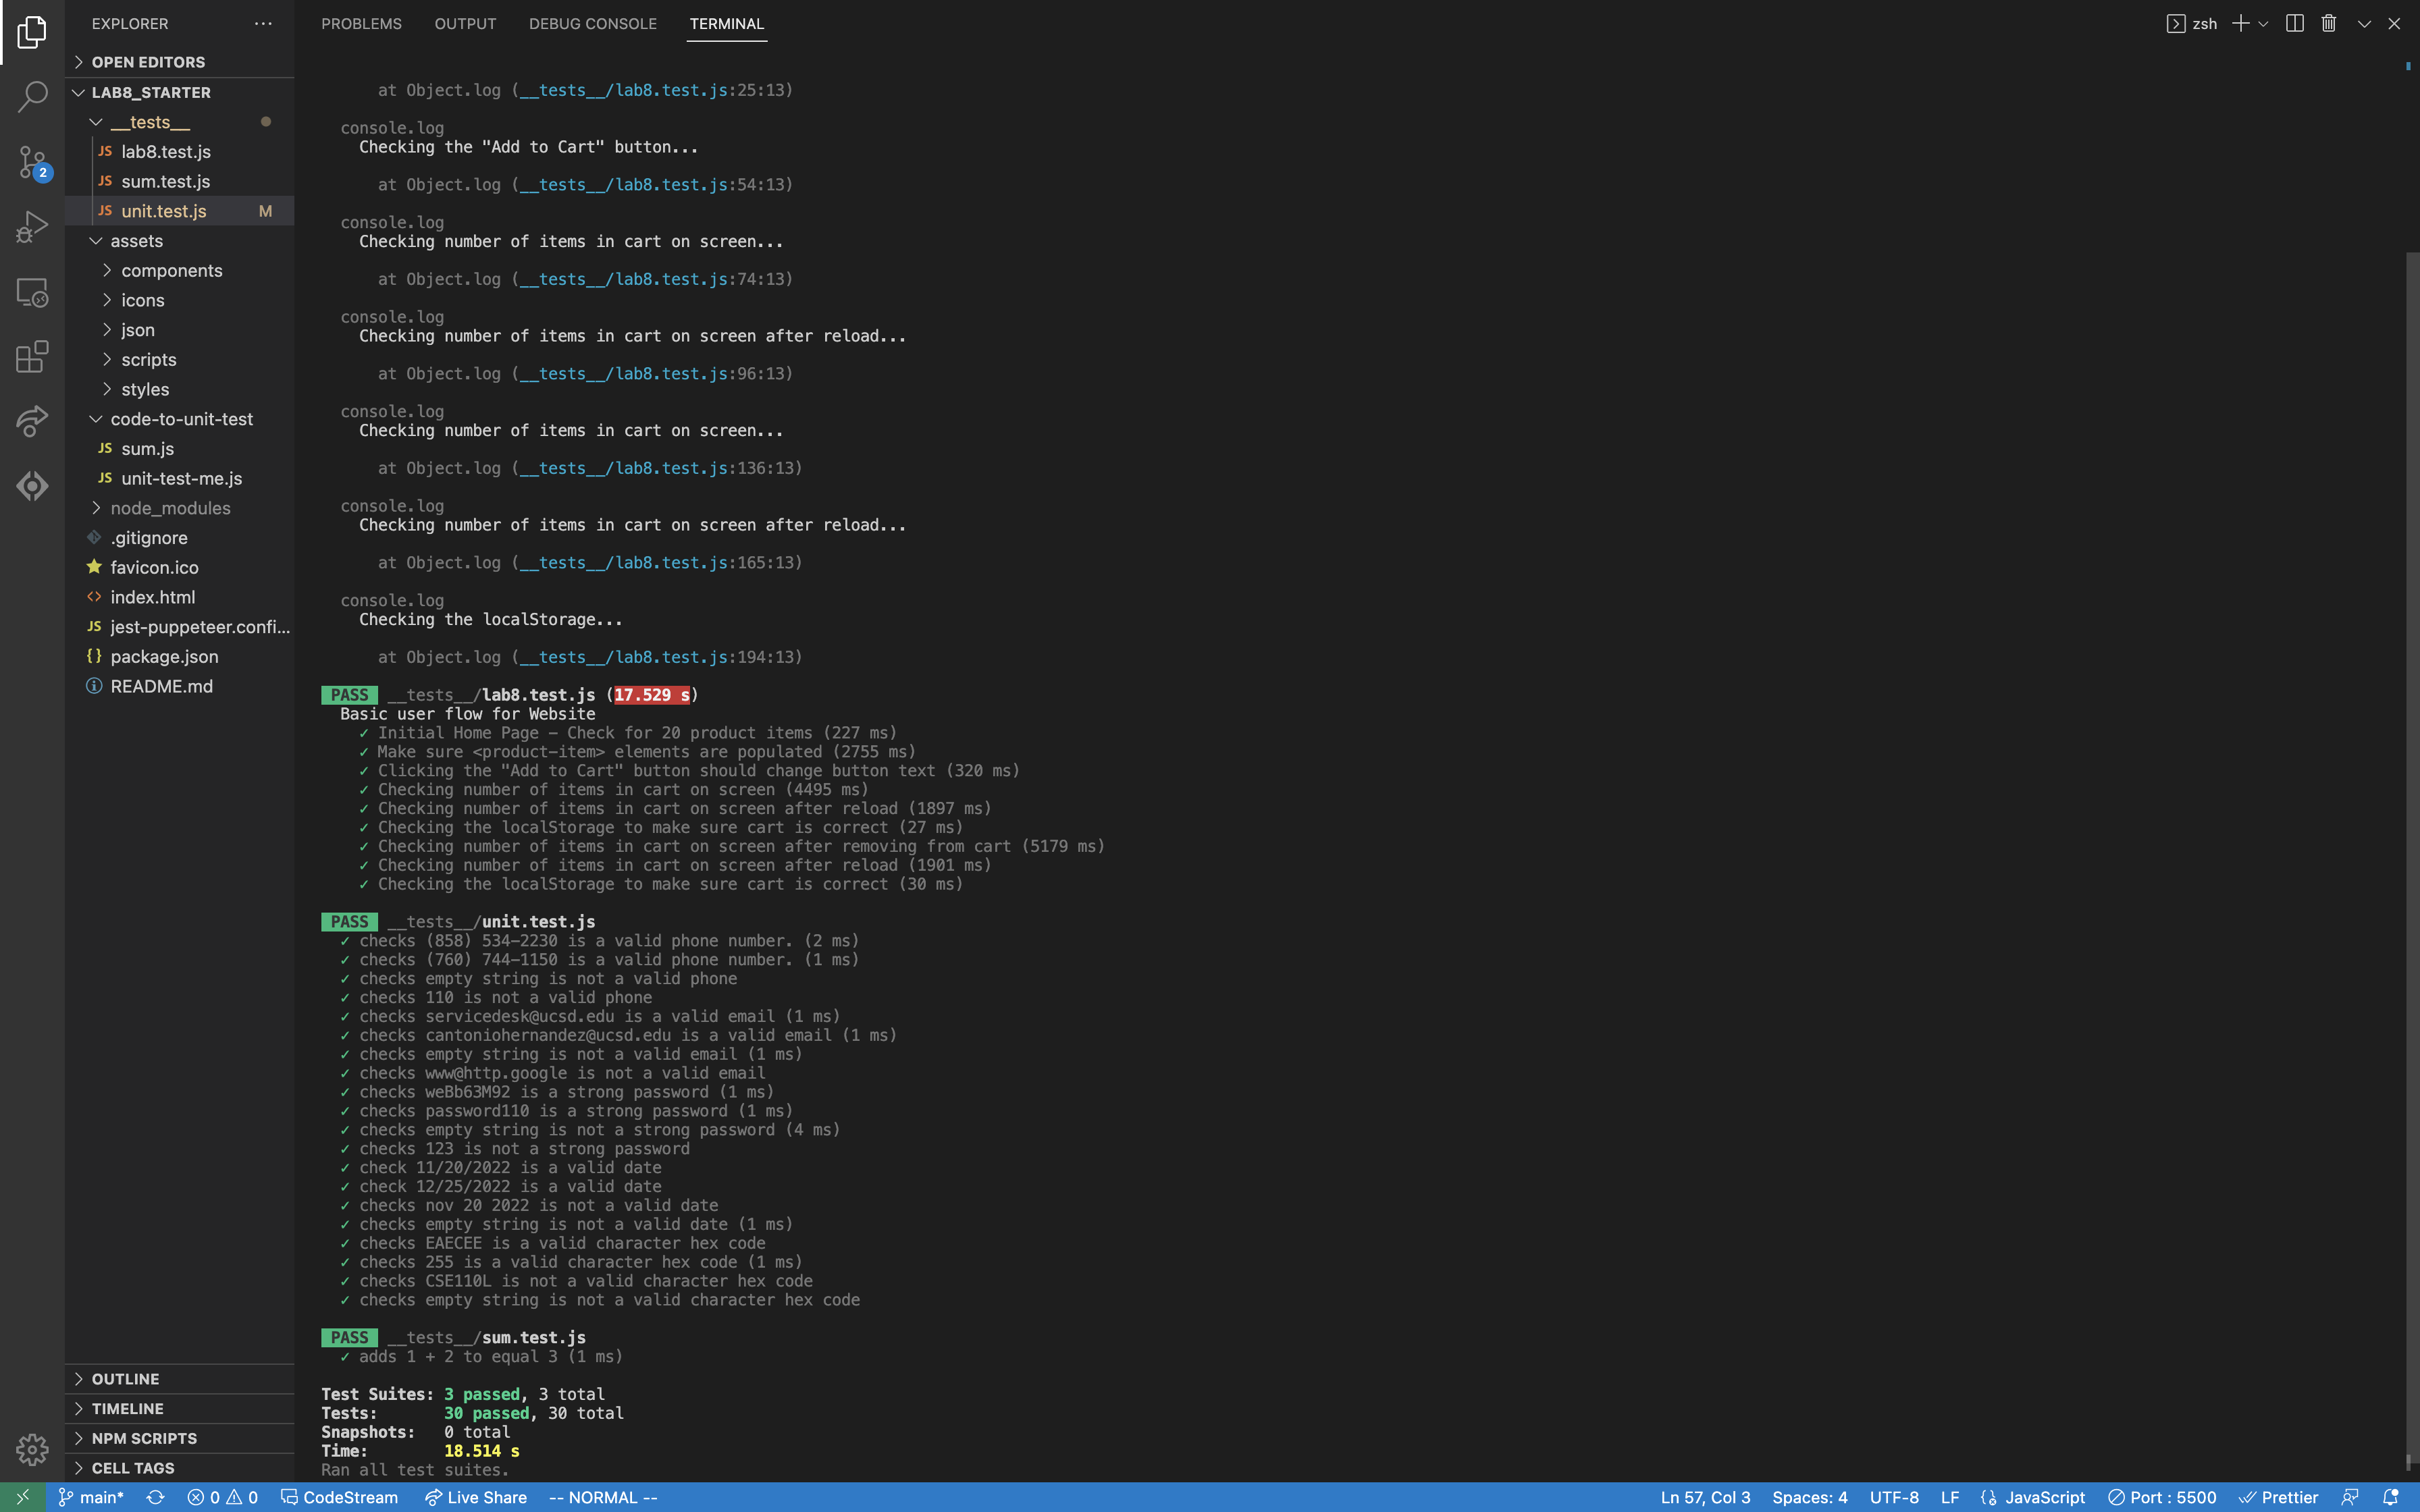 EXPLORER
OPEN EDITORS
LAB8_STARTER
__tests__
JS lab8.test.js
JS sum.test.js
JS unit.test.js M
assets
components
icons
json
scripts
styles
code-to-unit-test
JS sum.js
JS unit-test-me.js
node_modules
.gitignore
favicon.ico
index.html
JS jest-puppeteer.confi...
package.json
README.md
OUTLINE
TIMELINE
NPM SCRIPTS
CELL TAGS
2
PROBLEMS OUTPUT DEBUG CONSOLE TERMINAL
zsh
at Object.log (__tests__/lab8.test.js:25:13)
console.log
Checking the "Add to Cart" button...
at Object.log (__tests__/lab8.test.js:54:13)
console.log
Checking number of items in cart on screen...
at Object.log (__tests__/lab8.test.js:74:13)
console.log
Checking number of items in cart on screen after reload...
at Object.log (__tests__/lab8.test.js:96:13)
console.log
Checking number of items in cart on screen...
at Object.log (__tests__/lab8.test.js:136:13)
console.log
Checking number of items in cart on screen after reload...
at Object.log (__tests__/lab8.test.js:165:13)
console.log
Checking the localStorage...
at Object.log (__tests__/lab8.test.js:194:13)
PASS __tests__/lab8.test.js (17.529 s)
Basic user flow for Website
✓ Initial Home Page – Check for 20 product items (227 ms)
✓ Make sure <product-item> elements are populated (2755 ms)
✓ Clicking the "Add to Cart" button should change button text (320 ms)
✓ Checking number of items in cart on screen (4495 ms)
✓ Checking number of items in cart on screen after reload (1897 ms)
✓ Checking the localStorage to make sure cart is correct (27 ms)
✓ Checking number of items in cart on screen after removing from cart (5179 ms)
✓ Checking number of items in cart on screen after reload (1901 ms)
✓ Checking the localStorage to make sure cart is correct (30 ms)
PASS __tests__/unit.test.js
✓ checks (858) 534-2230 is a valid phone number. (2 ms)
✓ checks (760) 744-1150 is a valid phone number. (1 ms)
✓ checks empty string is not a valid phone
✓ checks 110 is not a valid phone
✓ checks servicedesk@ucsd.edu is a valid email (1 ms)
✓ checks cantoniohernandez@ucsd.edu is a valid email (1 ms)
✓ checks empty string is not a valid email (1 ms)
✓ checks www@http.google is not a valid email
✓ checks weBb63M92 is a strong password (1 ms)
✓ checks password110 is a strong password (1 ms)
✓ checks empty string is not a strong password (4 ms)
✓ checks 123 is not a strong password
✓ check 11/20/2022 is a valid date
✓ check 12/25/2022 is a valid date
✓ checks nov 20 2022 is not a valid date
✓ checks empty string is not a valid date (1 ms)
✓ checks EAECEE is a valid character hex code
✓ checks 255 is a valid character hex code (1 ms)
✓ checks CSE110L is not a valid character hex code
✓ checks empty string is not a valid character hex code
PASS __tests__/sum.test.js
✓ adds 1 + 2 to equal 3 (1 ms)
Test Suites: 3 passed, 3 total
Tests: 30 passed, 30 total
Snapshots: 0 total
Time: 18.514 s
Ran all test suites.
main* 0 0 CodeStream Live Share -- NORMAL -- Ln 57, Col 3 Spaces: 4 UTF-8 LF JavaScript Port : 5500 Prettier